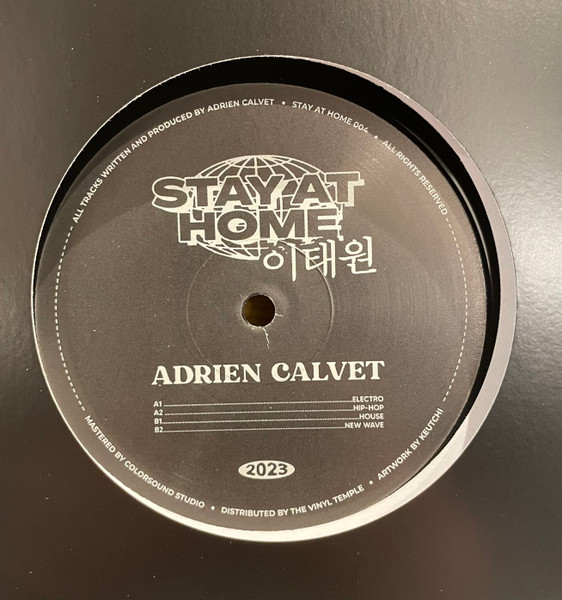 ALL TRACKS WRITTEN AND PRODUCED BY ADRIEN CALVET • STAY AT HOME 004 • ALL RIGHTS RESERVED
STAY AT
HOME
이태원
ADRIEN CALVET
A1 ELECTRO
A2 HIP-HOP
B1 HOUSE
B2 NEW WAVE
2023
MASTERED BY COLORSOUND STUDIO • DISTRIBUTED BY THE VINYL TEMPLE • ARTWORK BY KEUTCHI